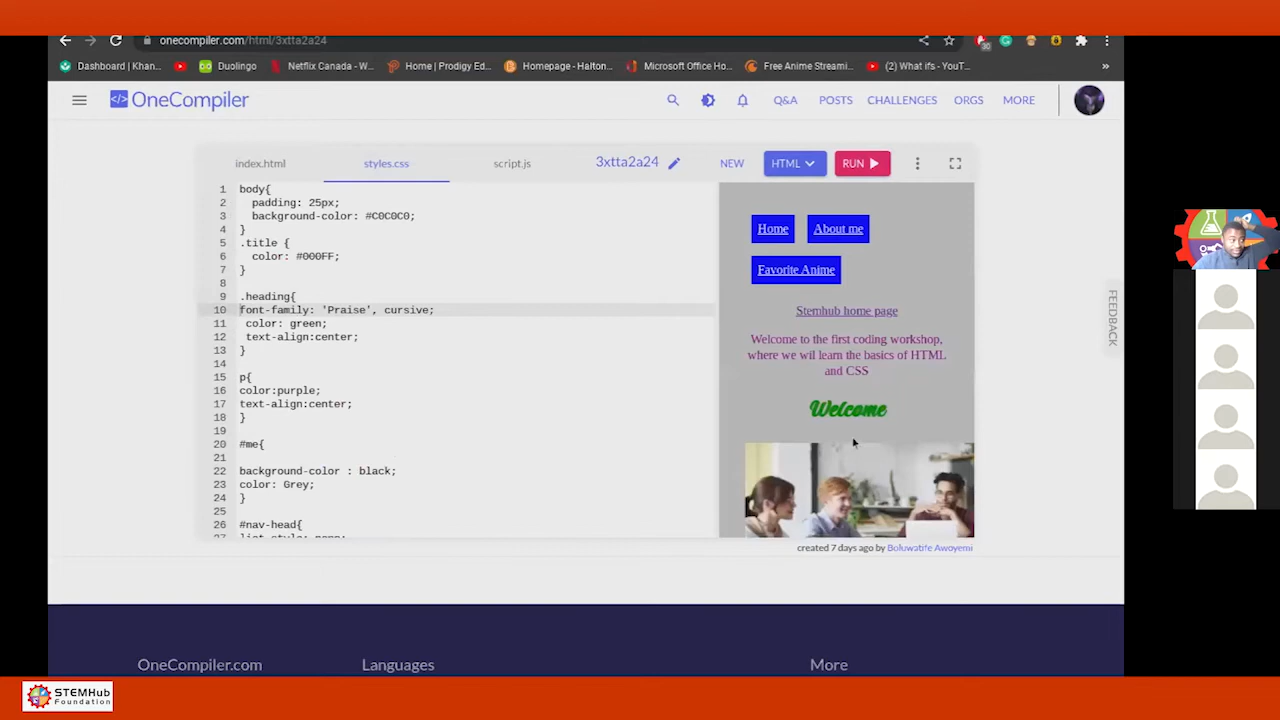 onecompiler.com/html/3xtta2a24
30
Dashboard | Khan... Duolingo Netflix Canada - W... Home | Prodigy Ed... Homepage - Halton... Microsoft Office Ho... Free Anime Streami... (2) What ifs - YouT... »
</> OneCompiler Q&A POSTS CHALLENGES ORGS MORE
index.html styles.css script.js 3xtta2a24 NEW HTML RUN
1 body{
2 padding: 25px;
3 background-color: #C0C0C0;
4 }
5 .title {
6 color: #000FF;
7 }
8
9 .heading{
10 font-family: 'Praise', cursive;
11 color: green;
12 text-align:center;
13 }
14
15 p{
16 color:purple;
17 text-align:center;
18 }
19
20 #me{
21
22 background-color : black;
23 color: Grey;
24 }
25
26 #nav-head{
27 list-style: none;
Home About me
Favorite Anime
Stemhub home page
Welcome to the first coding workshop,
where we wil learn the basics of HTML
and CSS
Welcome
created 7 days ago by Boluwatife Awoyemi
FEEDBACK
OneCompiler.com Languages More
STEMHub
Foundation